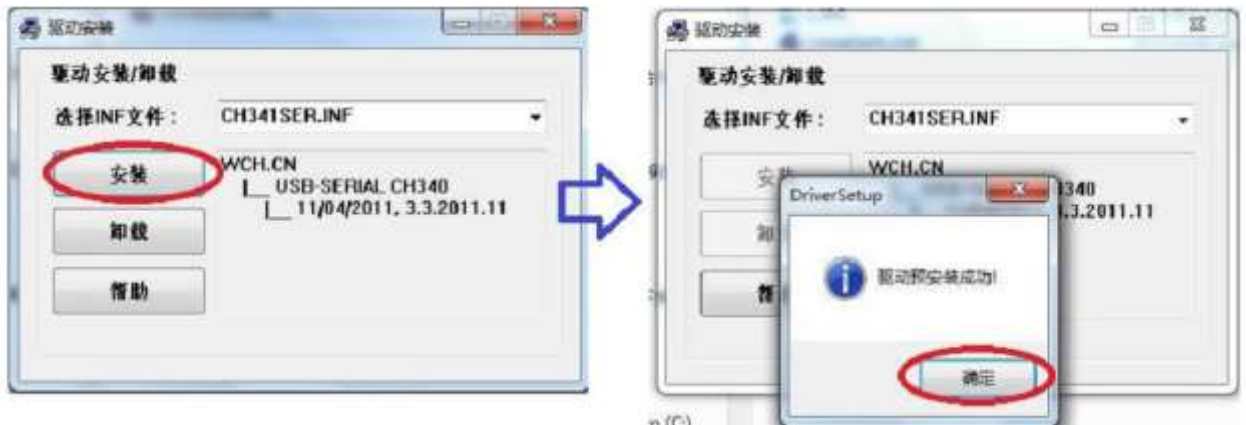 驱动安装
驱动安装/卸载
选择INF文件：
CH341SER.INF
安装
WCH.CN
|__ USB-SERIAL CH340
|__ 11/04/2011, 3.3.2011.11
卸载
帮助
驱动安装
驱动安装/卸载
选择INF文件：
CH341SER.INF
WCH.CN
DriverSetup
340
.3.2011.11
驱动预安装成功!
确定